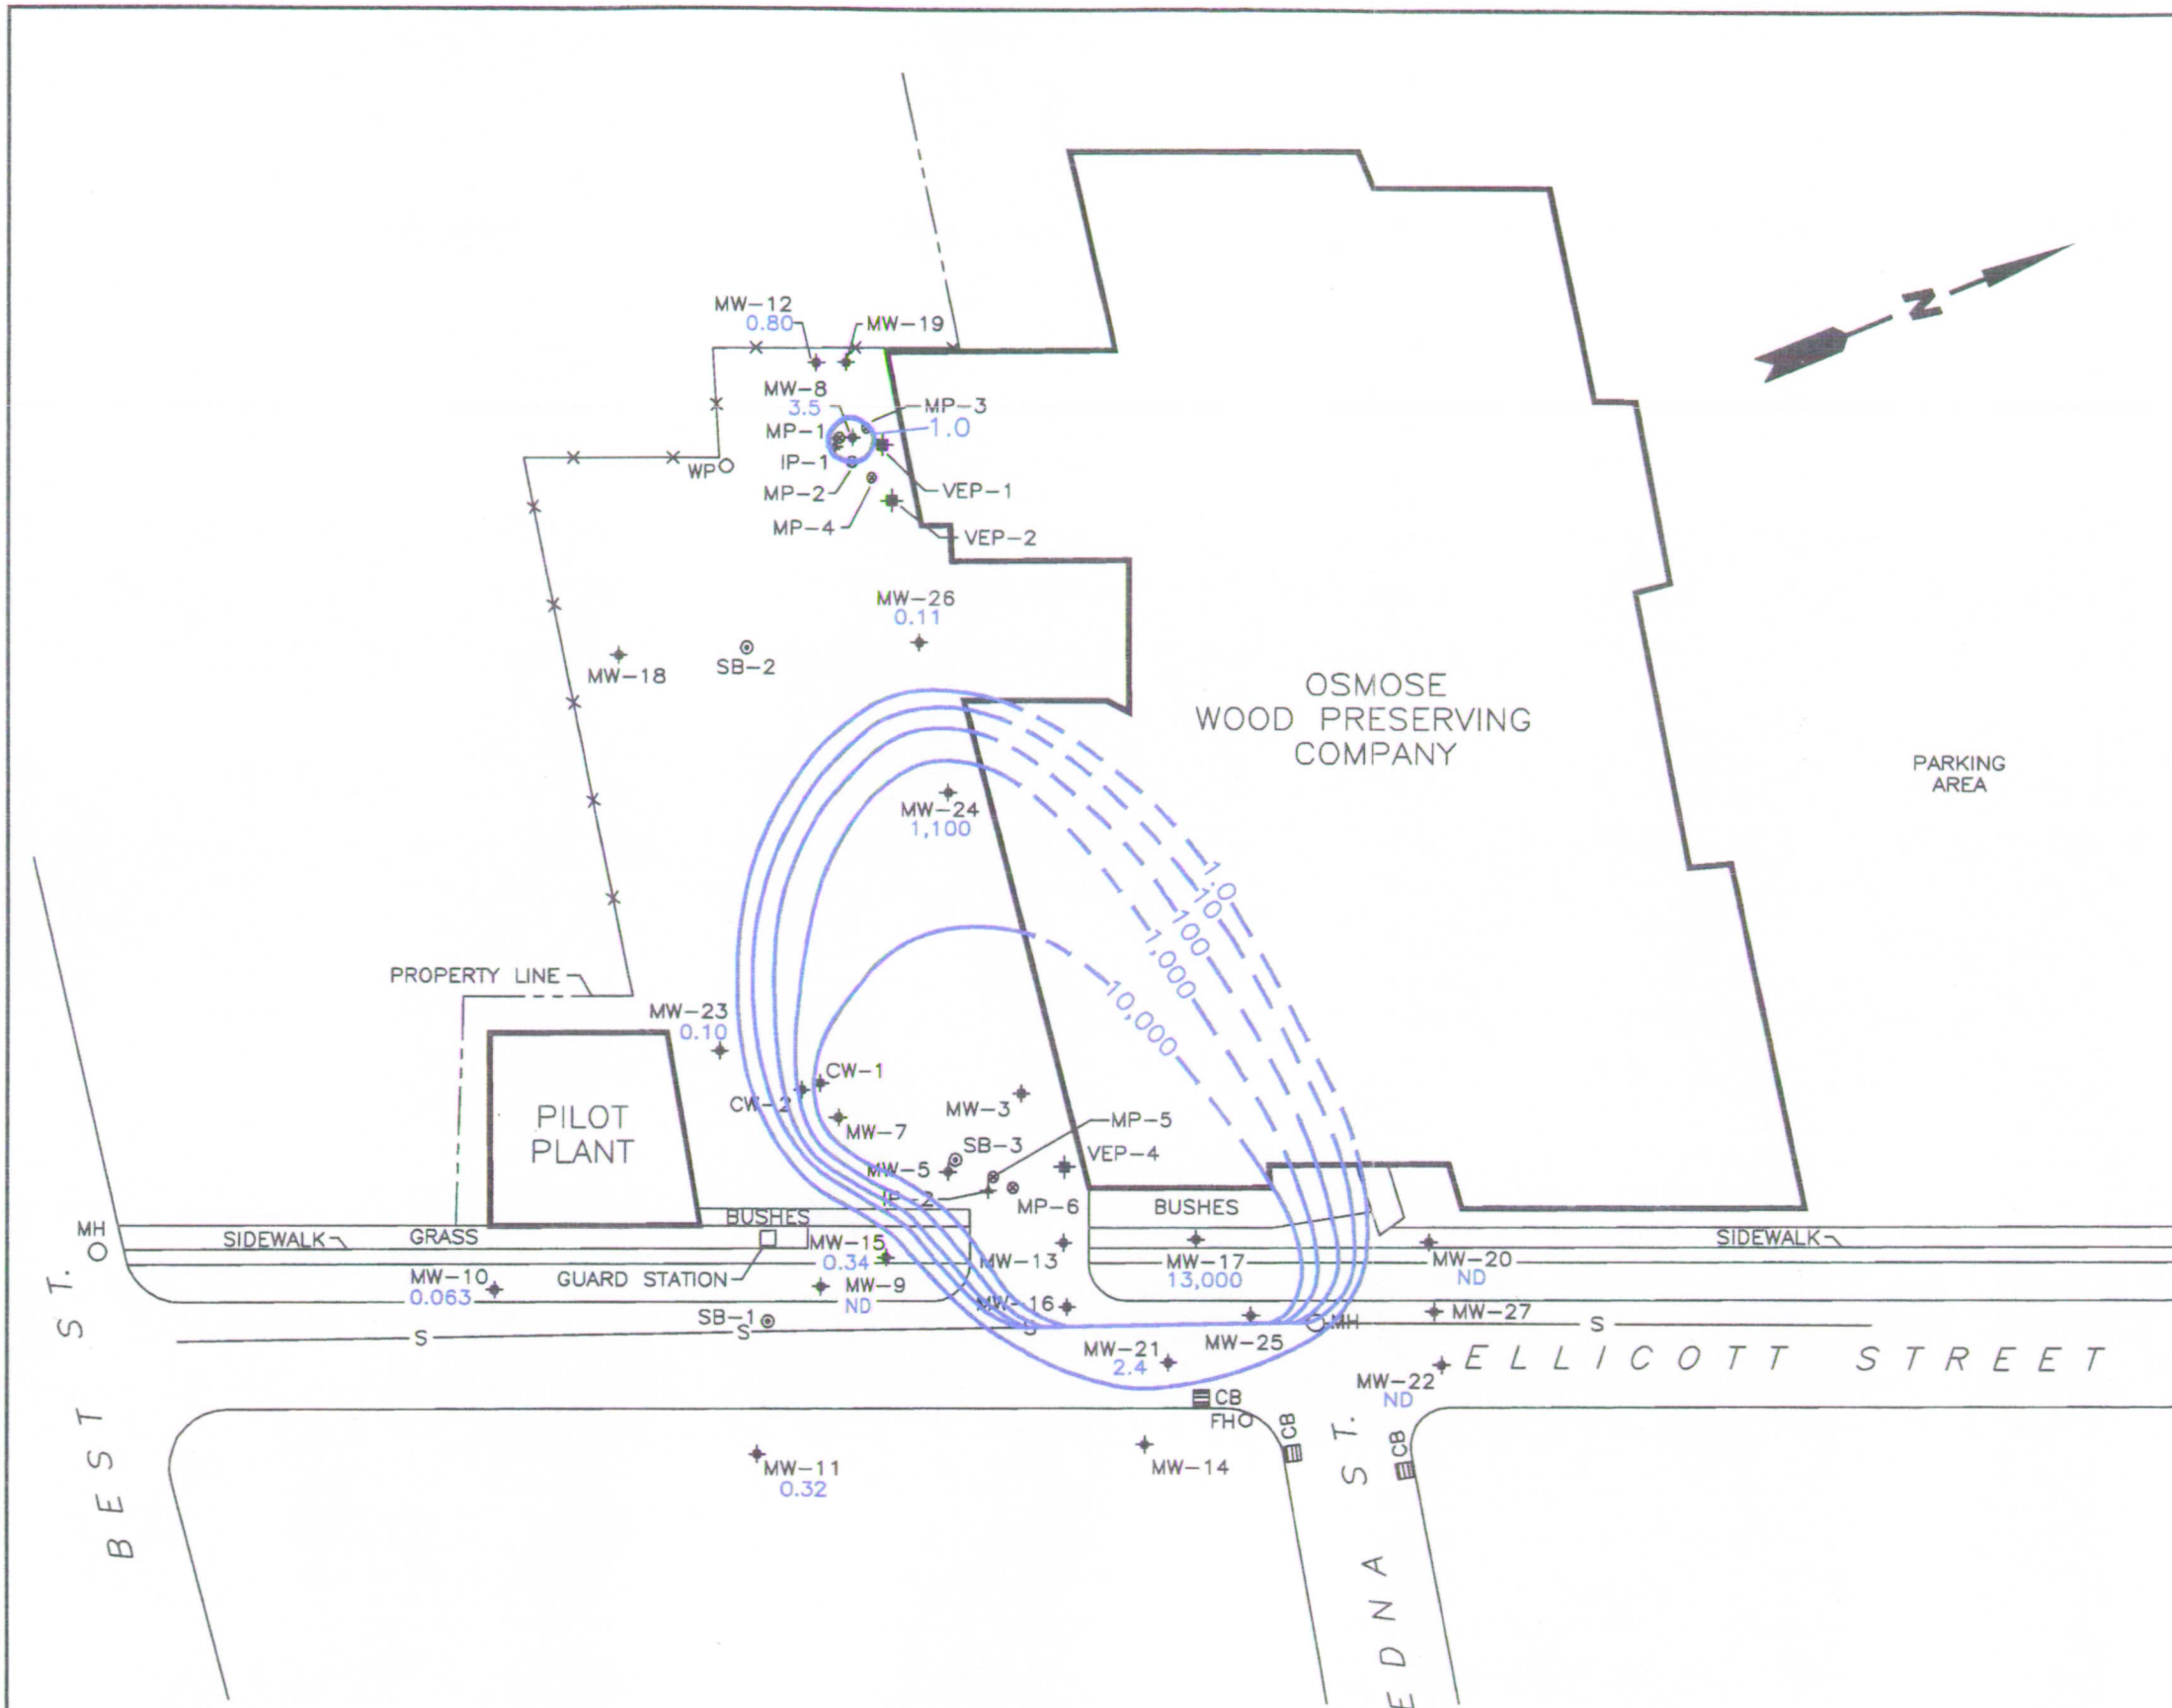 MW-12
0.80
MW-19
MW-8
3.5
MP-3
1.0
MP-1
IP-1
MP-2
MP-4
WP
VEP-1
VEP-2
N
MW-26
0.11
MW-18
SB-2
OSMOSE
WOOD PRESERVING
COMPANY
PARKING
AREA
MW-24
1,100
1.0
10
100
1,000
10,000
PROPERTY LINE
MW-23
0.10
CW-1
CW-2
MW-7
MW-3
MP-5
SB-3
VEP-4
MW-5
IP-2
MP-6
PILOT
PLANT
BUSHES
BUSHES
MH
SIDEWALK
GRASS
MW-15
0.34
MW-13
MW-17
13,000
MW-20
ND
SIDEWALK
MW-10
0.063
GUARD STATION
MW-9
ND
MW-16
SB-1
S
S
S
MW-25
MH
MW-27
S
MW-21
2.4
MW-22
ND
ELLICOTT STREET
CB
FH
CB
CB
MW-11
0.32
MW-14
BEST ST.
EDNA ST.